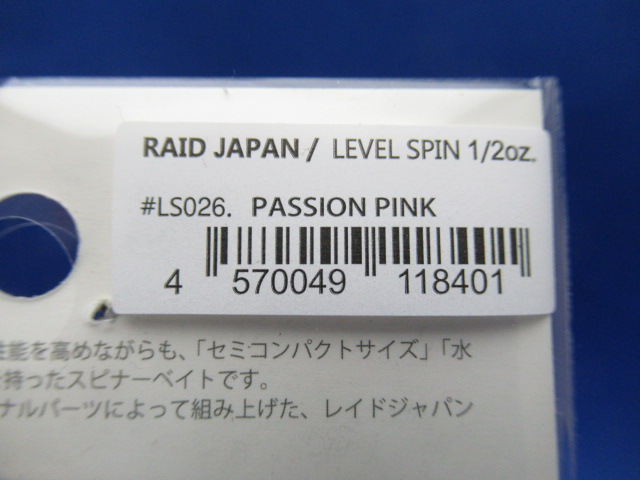 RAID JAPAN / LEVEL SPIN 1/2oz.
#LS026. PASSION PINK
4 570049 118401
性能を高めながらも、「セミコンパクトサイズ」「水
を持ったスピナーベイトです。
ナルパーツによって組み上げた、レイドジャパン